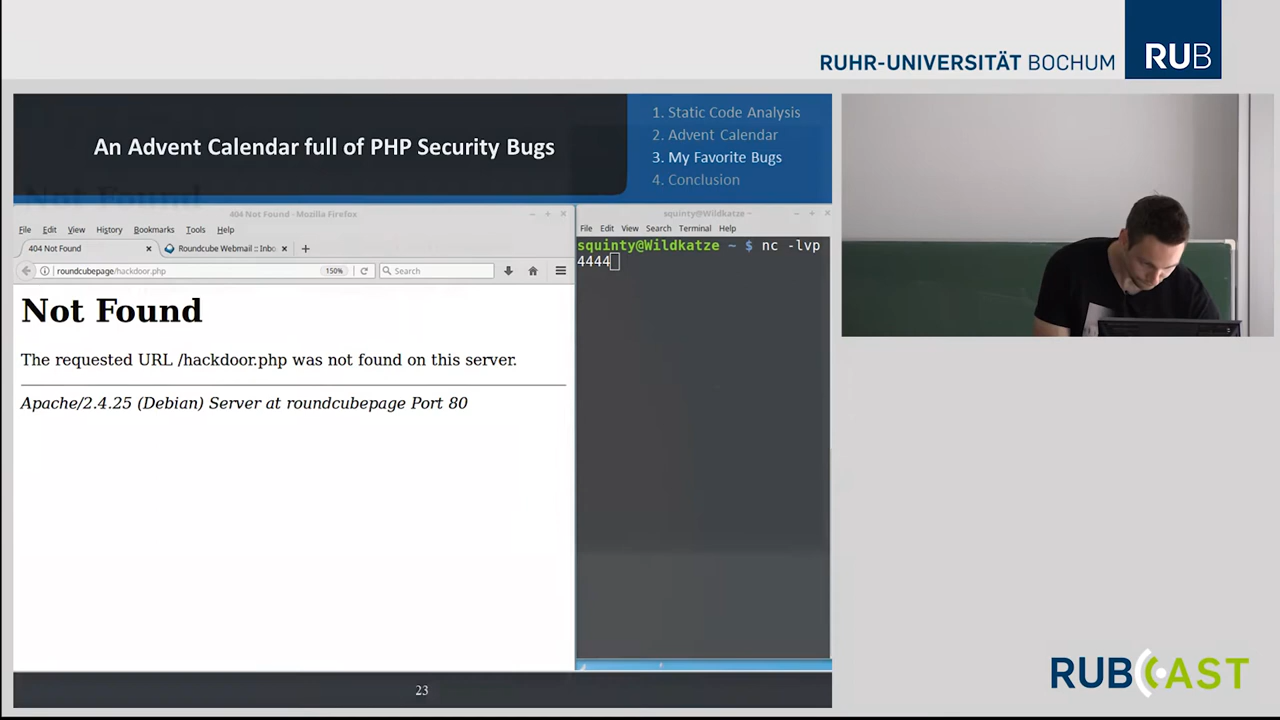 RUHR-UNIVERSITÄT BOCHUM
RUB
An Advent Calendar full of PHP Security Bugs
1. Static Code Analysis
2. Advent Calendar
3. My Favorite Bugs
4. Conclusion
Not Found
404 Not Found - Mozilla Firefox
File Edit View History Bookmarks Tools Help
404 Not Found × Roundcube Webmail :: Inbo × +
roundcubepage/hackdoor.php 150% Search
Not Found
The requested URL /hackdoor.php was not found on this server.
Apache/2.4.25 (Debian) Server at roundcubepage Port 80
squinty@Wildkatze ~
File Edit View Search Terminal Help
squinty@Wildkatze ~ $ nc -lvp
4444
23
RUBCAST